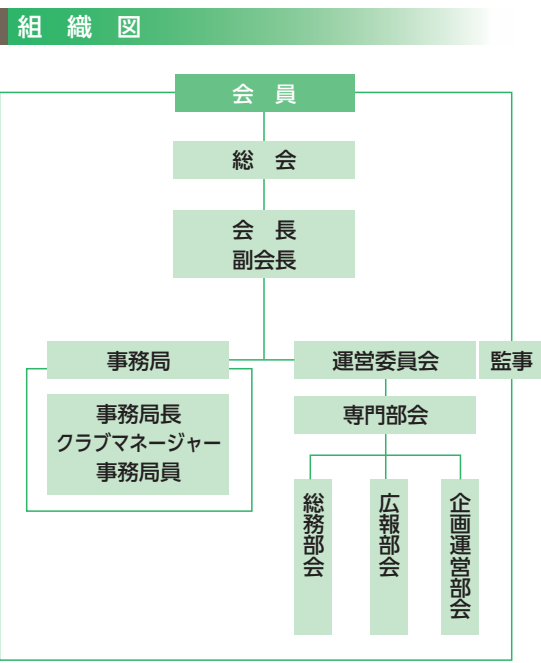 組織図
会員
総会
会長
副会長
事務局
運営委員会
監事
事務局長
クラブマネージャー
事務局員
専門部会
総務部会
広報部会
企画運営部会